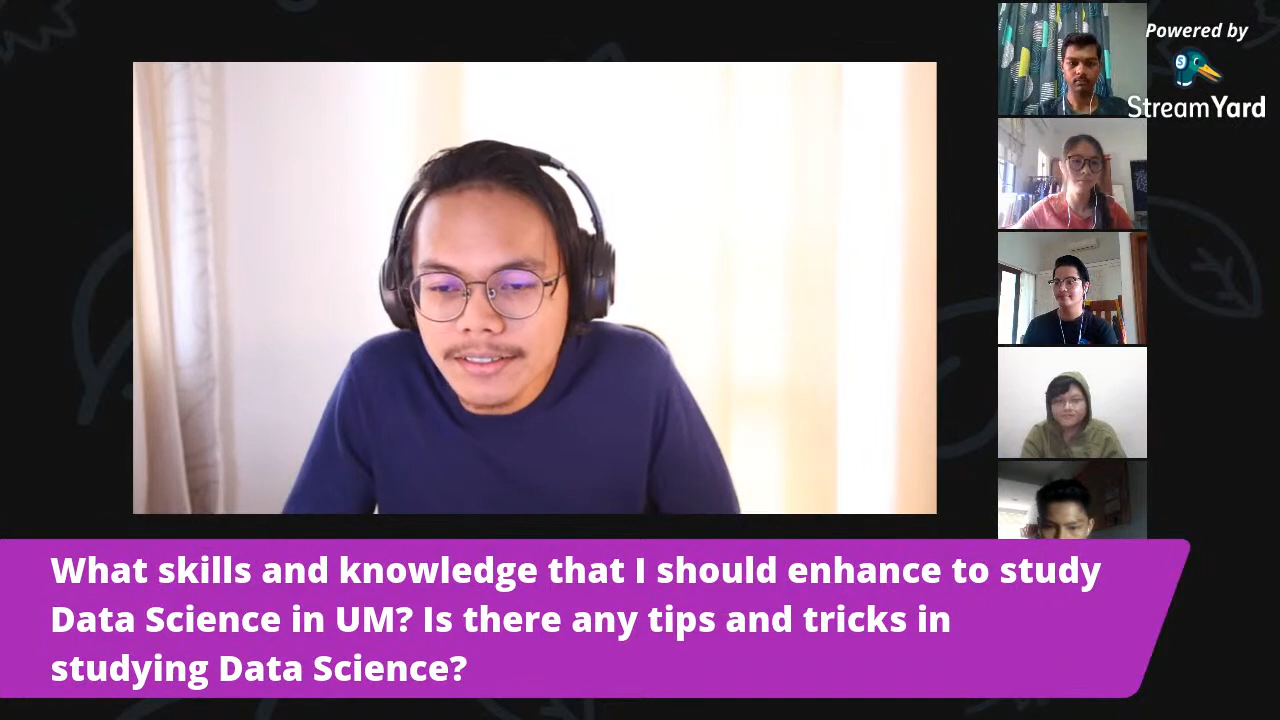 Powered by
S
StreamYard
What skills and knowledge that I should enhance to study
Data Science in UM? Is there any tips and tricks in
studying Data Science?